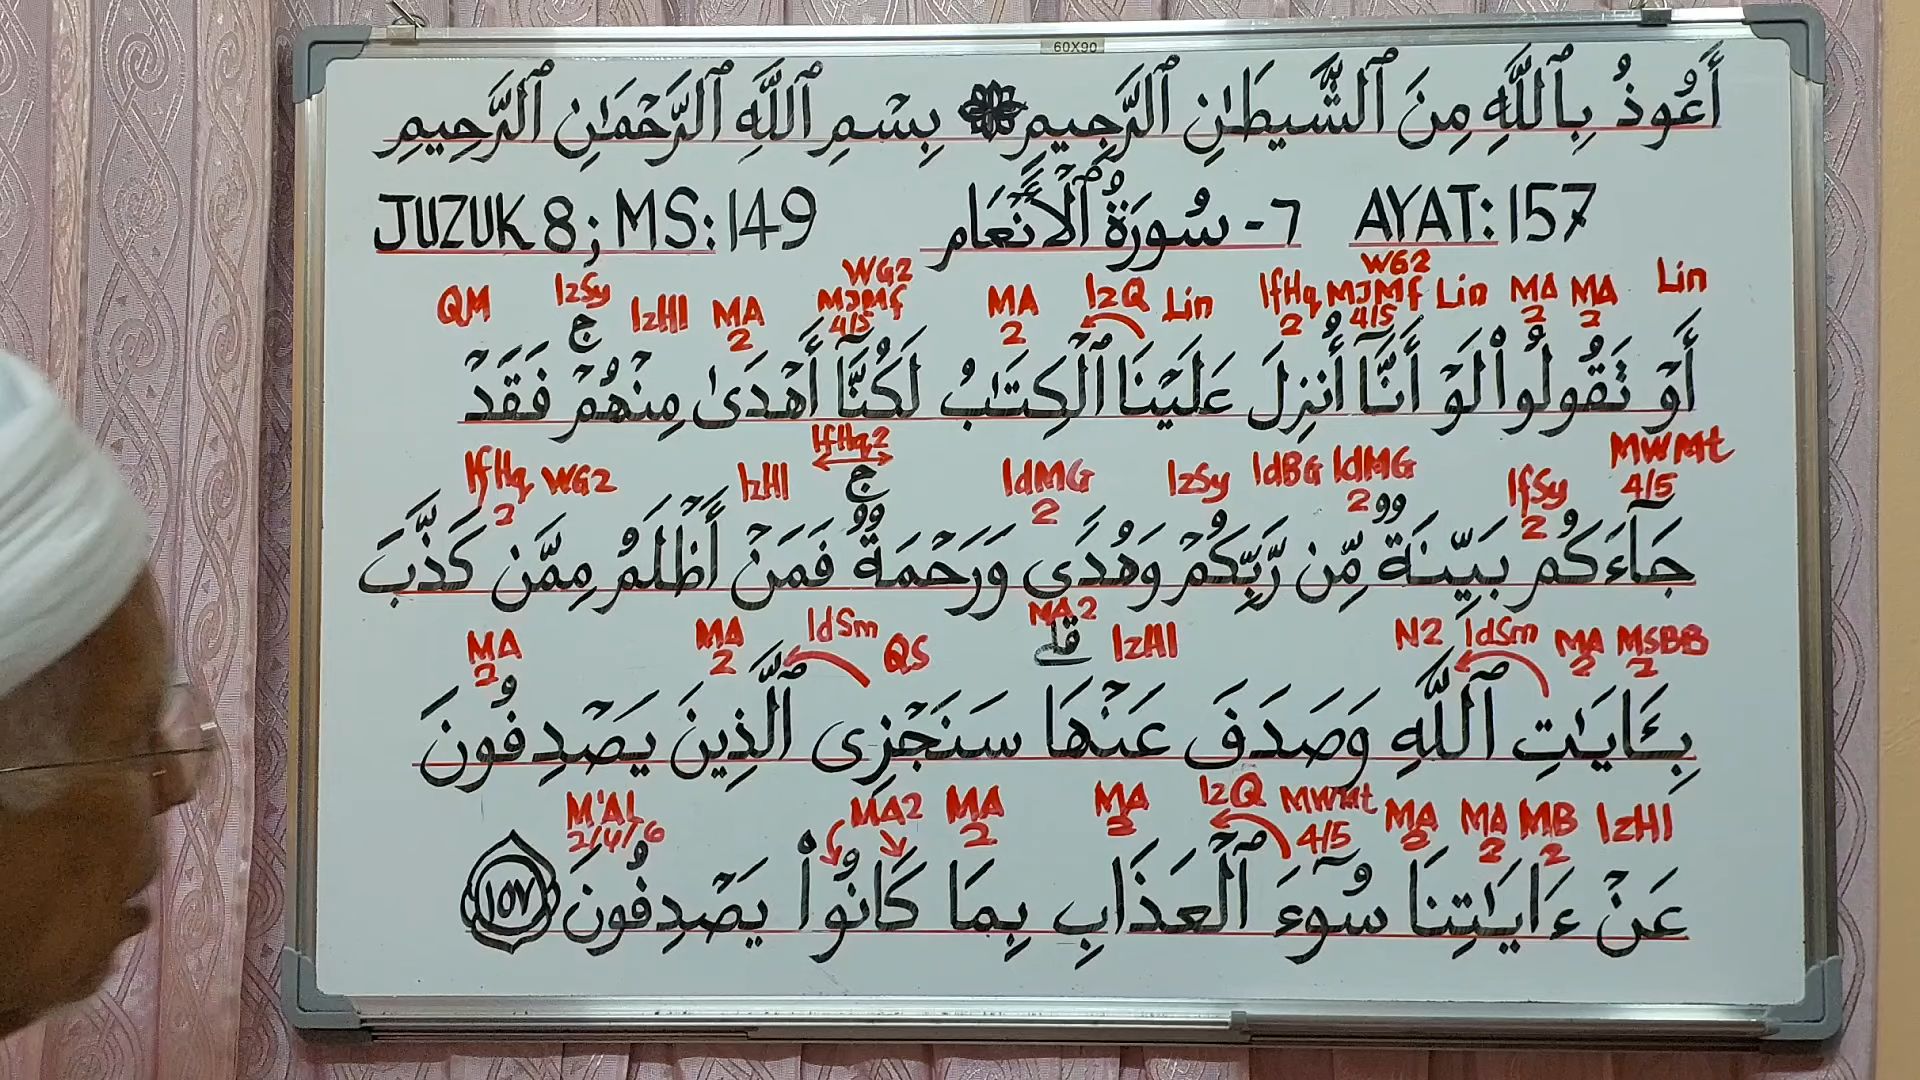 60X90
أَعُوذُ بِٱللَّهِ مِنَ ٱلشَّيطَٰنِ ٱلرَّجِيمِ ۞ بِسۡمِ ٱللَّهِ ٱلرَّحۡمَٰنِ ٱلرَّحِيمِ
JUZUK 8; MS: 149 ٦- سُورَةُ ٱلۡأَنۡعَام AYAT: 157
QM IzSy IzHl MA 2 WG2 MJMf 4/5 MA 2 IzQ Lin IfHq 2 WG2 MJMf 4/5 Lin MA 2 MA 2 Lin
أَوۡ تَقُولُواْ لَوۡ أَنَّآ أُنزِلَ عَلَيۡنَا ٱلۡكِتَٰبُ لَكُنَّآ أَهۡدَىٰ مِنۡهُمۡۚ فَقَدۡ
IfHq 2 WG2 IzHl IfHq2 IdMG 2 IzSy IdBG IdMG 2 IfSy 2 MWMt 4/5
جَآءَكُم بَيِّنَةٌ مِّن رَّبِّكُمۡ وَهُدًى وَرَحۡمَةٌۚ فَمَنۡ أَظۡلَمُ مِمَّن كَذَّبَ
MA 2 MA 2 IdSm QS MA2 IzHl N2 IdSm MA 2 MSBB 2
بِـَٔايَٰتِ ٱللَّهِ وَصَدَفَ عَنۡهَاۗ سَنَجۡزِى ٱلَّذِينَ يَصۡدِفُونَ
M'AL 2/4/6 MA2 MA 2 MA 2 IzQ MWMt 4/5 MA 2 MA 2 MB 2 IzHl
عَنۡ ءَايَٰتِنَا سُوٓءَ ٱلۡعَذَابِ بِمَا كَانُواْ يَصۡدِفُونَ ١٥٧